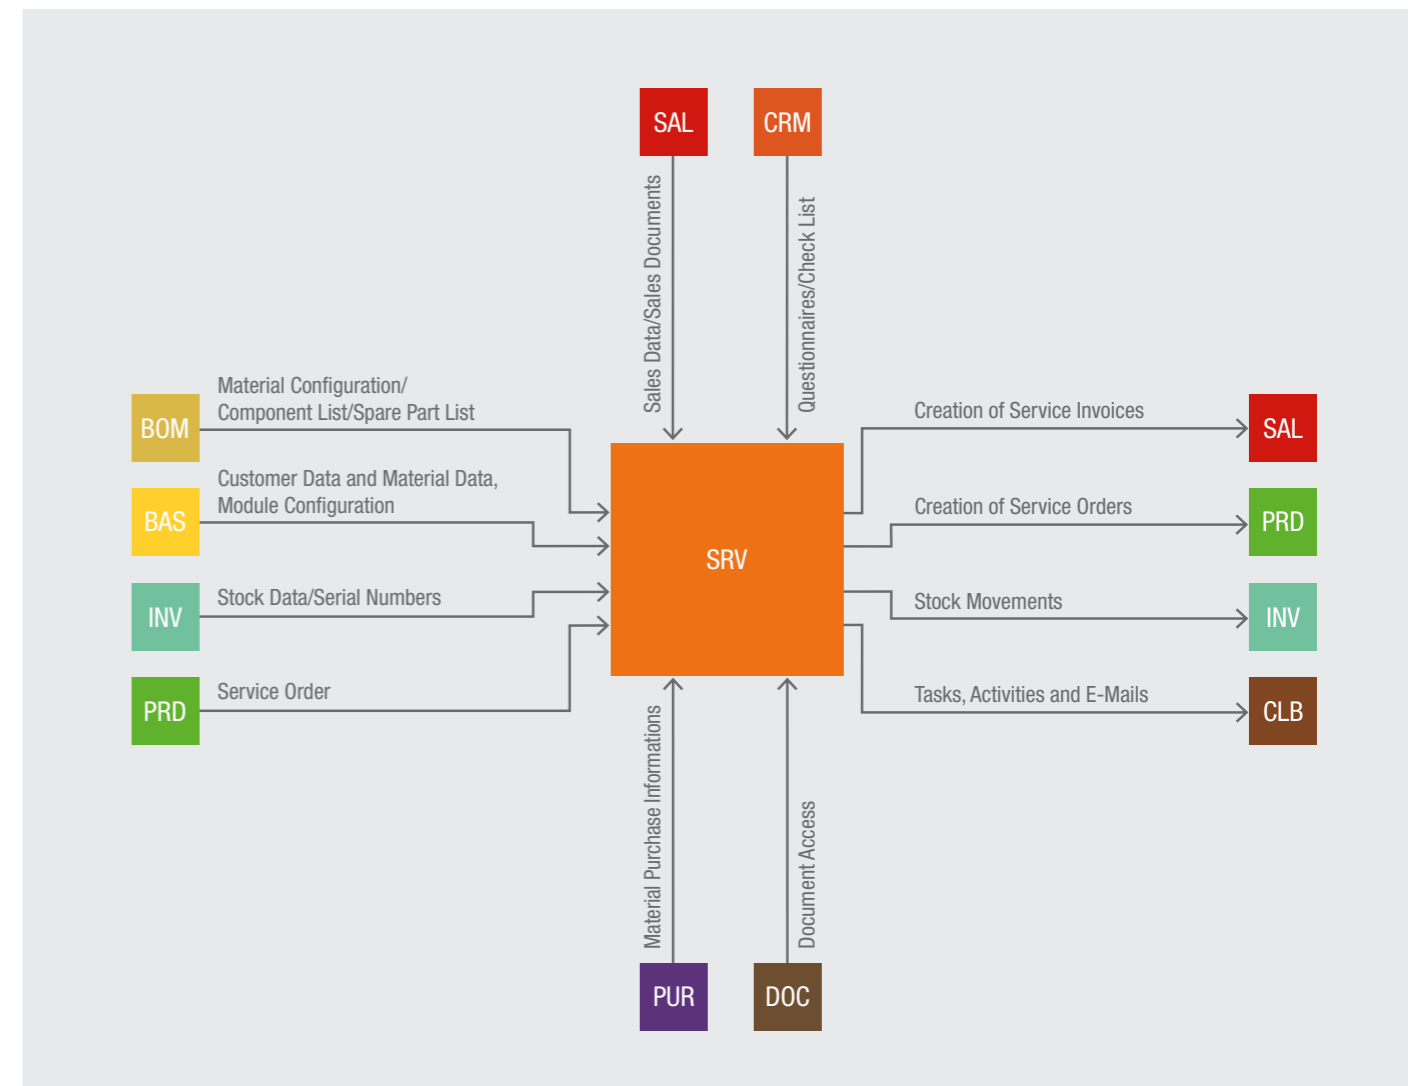 SAL
CRM
Sales Data/Sales Documents
Questionnaires/Check List
Material Configuration/
Component List/Spare Part List
BOM
Customer Data and Material Data,
Module Configuration
BAS
Stock Data/Serial Numbers
INV
Service Order
PRD
SRV
Creation of Service Invoices
SAL
Creation of Service Orders
PRD
Stock Movements
INV
Tasks, Activities and E-Mails
CLB
Material Purchase Informations
Document Access
PUR
DOC